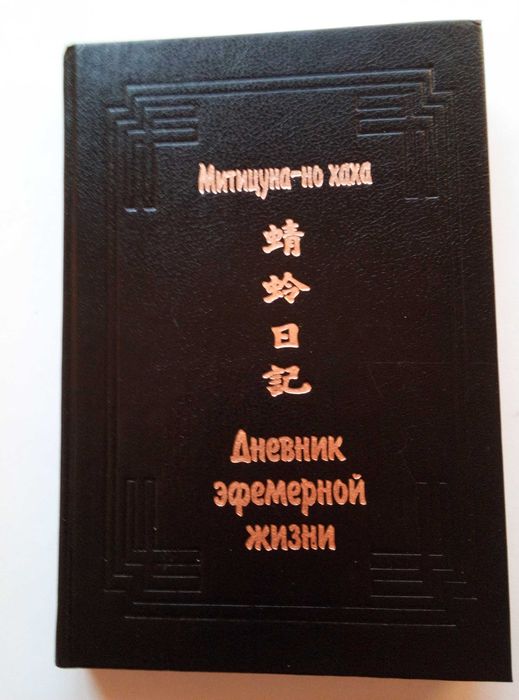 Митицуна-но хаха
蜻
蛉
日
記
Дневник
эфемерной
жизни